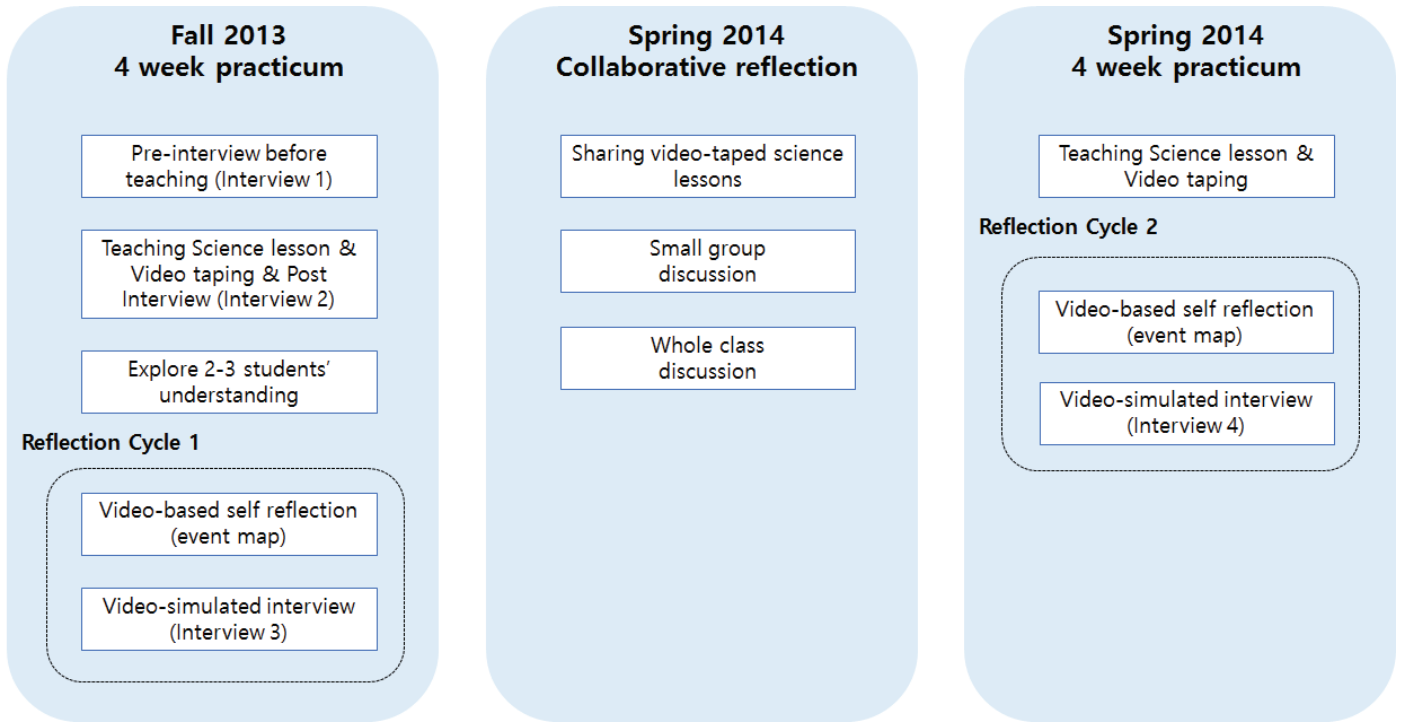 Fall 2013
4 week practicum
Pre-interview before
teaching (Interview 1)
Teaching Science lesson &
Video taping & Post
Interview (Interview 2)
Explore 2-3 students’
understanding
Reflection Cycle 1
Video-based self reflection
(event map)
Video-simulated interview
(Interview 3)
Spring 2014
Collaborative reflection
Sharing video-taped science
lessons
Small group
discussion
Whole class
discussion
Spring 2014
4 week practicum
Teaching Science lesson &
Video taping
Reflection Cycle 2
Video-based self reflection
(event map)
Video-simulated interview
(Interview 4)